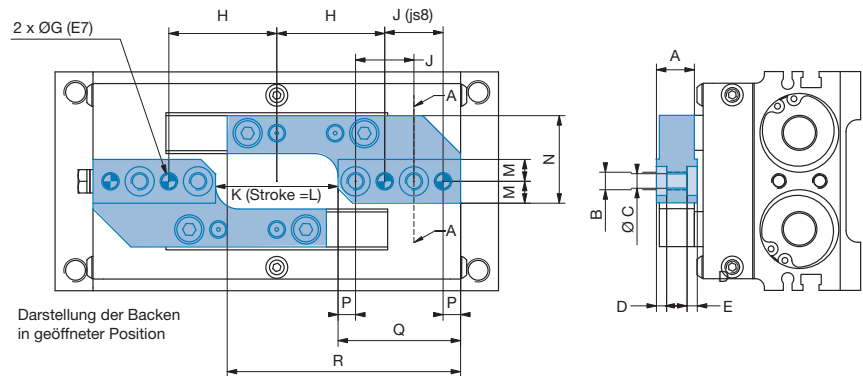 H
H
J (js8)
2 x ØG (E7)
J
A
A
A
N
M
M
K (Stroke =L)
B
Ø C
D
D
E
P
P
Q
R
Darstellung der Backen
in geöffneter Position